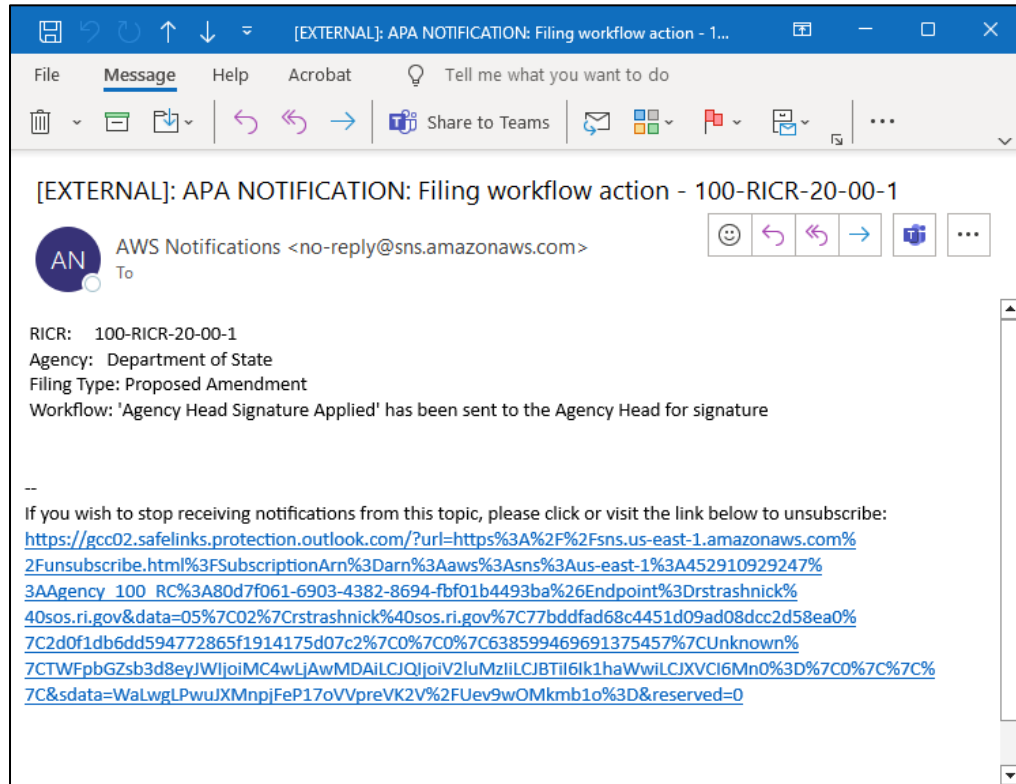 [EXTERNAL]: APA NOTIFICATION: Filing workflow action - 1...
File Message Help Acrobat Tell me what you want to do
Share to Teams
[EXTERNAL]: APA NOTIFICATION: Filing workflow action - 100-RICR-20-00-1
AN
AWS Notifications <no-reply@sns.amazonaws.com>
To
RICR: 100-RICR-20-00-1
Agency: Department of State
Filing Type: Proposed Amendment
Workflow: 'Agency Head Signature Applied' has been sent to the Agency Head for signature
--
If you wish to stop receiving notifications from this topic, please click or visit the link below to unsubscribe:
https://gcc02.safelinks.protection.outlook.com/?url=https%3A%2F%2Fsns.us-east-1.amazonaws.com%
2Funsubscribe.html%3FSubscriptionArn%3Darn%3Aaws%3Asns%3Aus-east-1%3A452910929247%
3AAgency_100_RC%3A80d7f061-6903-4382-8694-fbf01b4493ba%26Endpoint%3Drstrashnick%
40sos.ri.gov&data=05%7C02%7Crstrashnick%40sos.ri.gov%7C77bddfad68c4451d09ad08dcc2d58ea0%
7C2d0f1db6dd594772865f1914175d07c2%7C0%7C0%7C638599469691375457%7CUnknown%
7CTWFpbGZsb3d8eyJWIjoiMC4wLjAwMDAiLCJQIjoiV2luMzIiLCJBTiI6Ik1haWwiLCJXVCI6Mn0%3D%7C0%7C%7C%
7C&sdata=WaLwgLPwuJXMnpjFeP17oVVpreVK2V%2FUev9wOMkmb1o%3D&reserved=0